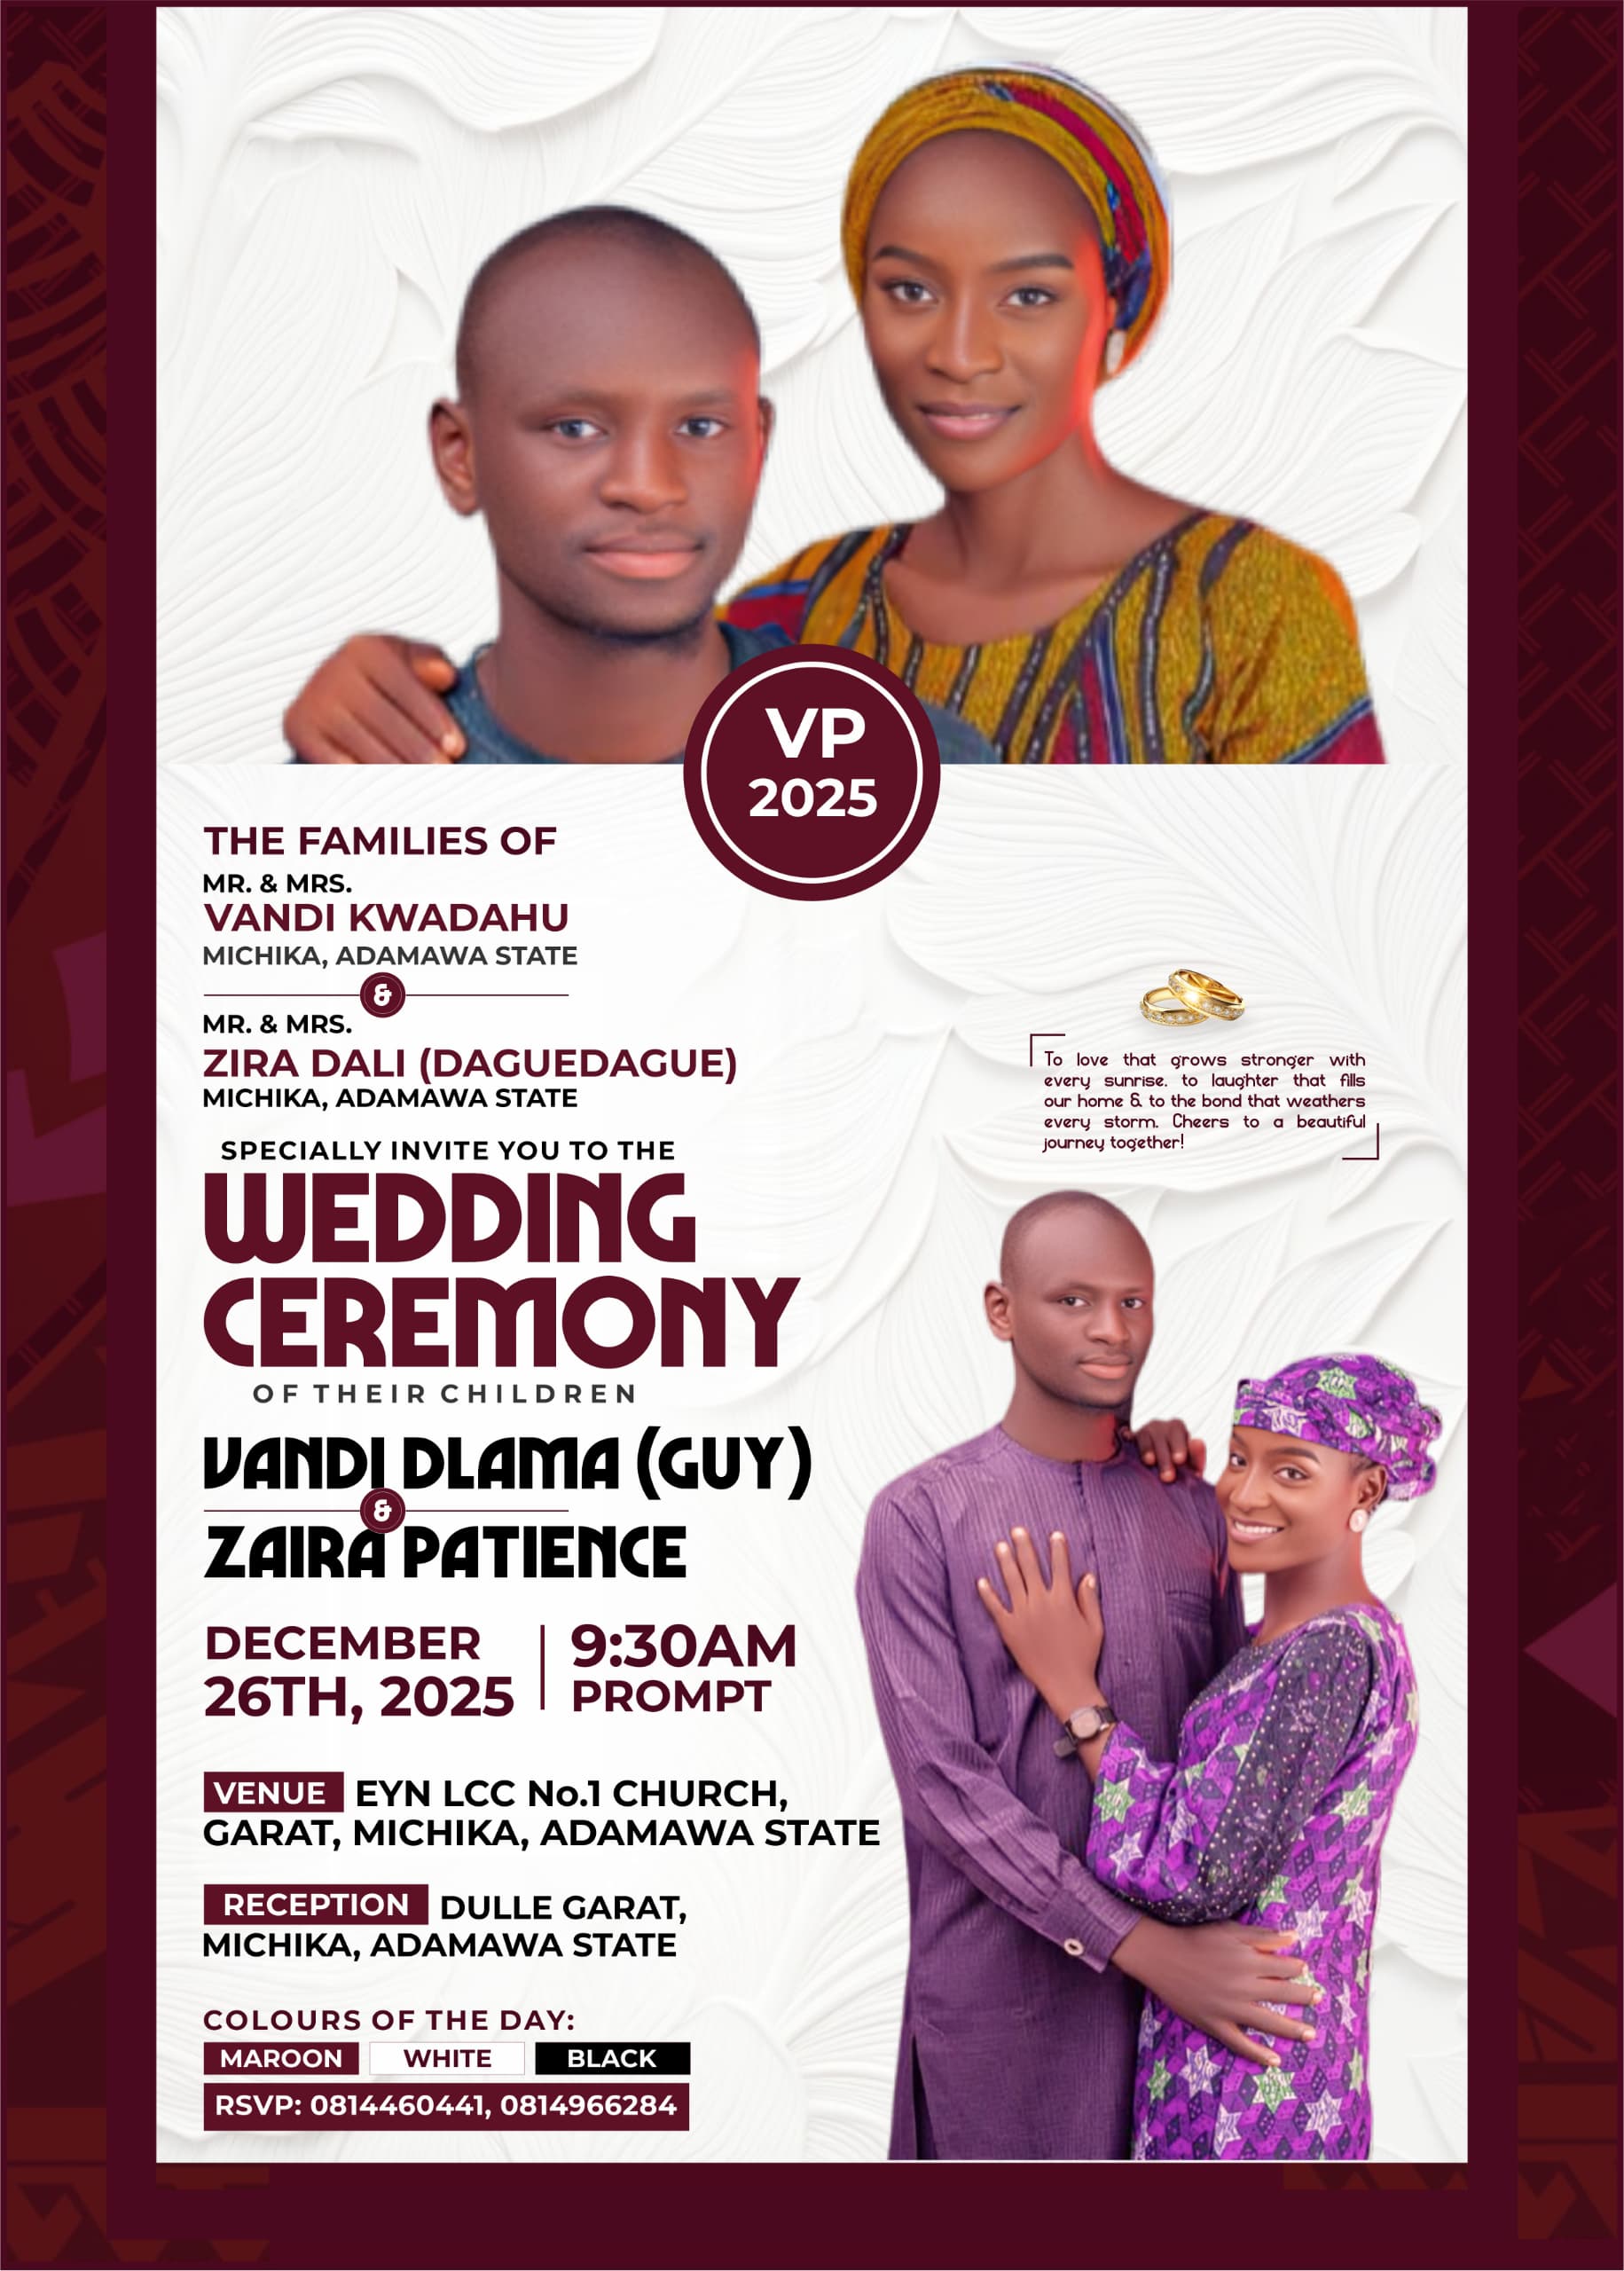 VP
2025
THE FAMILIES OF
MR. & MRS.
VANDI KWADAHU
MICHIKA, ADAMAWA STATE
&
MR. & MRS.
ZIRA DALI (DAGUEDAGUE)
MICHIKA, ADAMAWA STATE
To love that grows stronger with
every sunrise. to laughter that fills
our home & to the bond that weathers
every storm. Cheers to a beautiful
journey together!
SPECIALLY INVITE YOU TO THE
WEDDING
CEREMONY
OF THEIR CHILDREN
VANDI DLAMA (GUY)
&
ZAIRA PATIENCE
DECEMBER
26TH, 2025
9:30AM
PROMPT
VENUE EYN LCC No.1 CHURCH,
GARAT, MICHIKA, ADAMAWA STATE
RECEPTION DULLE GARAT,
MICHIKA, ADAMAWA STATE
COLOURS OF THE DAY:
MAROON WHITE BLACK
RSVP: 0814460441, 0814966284